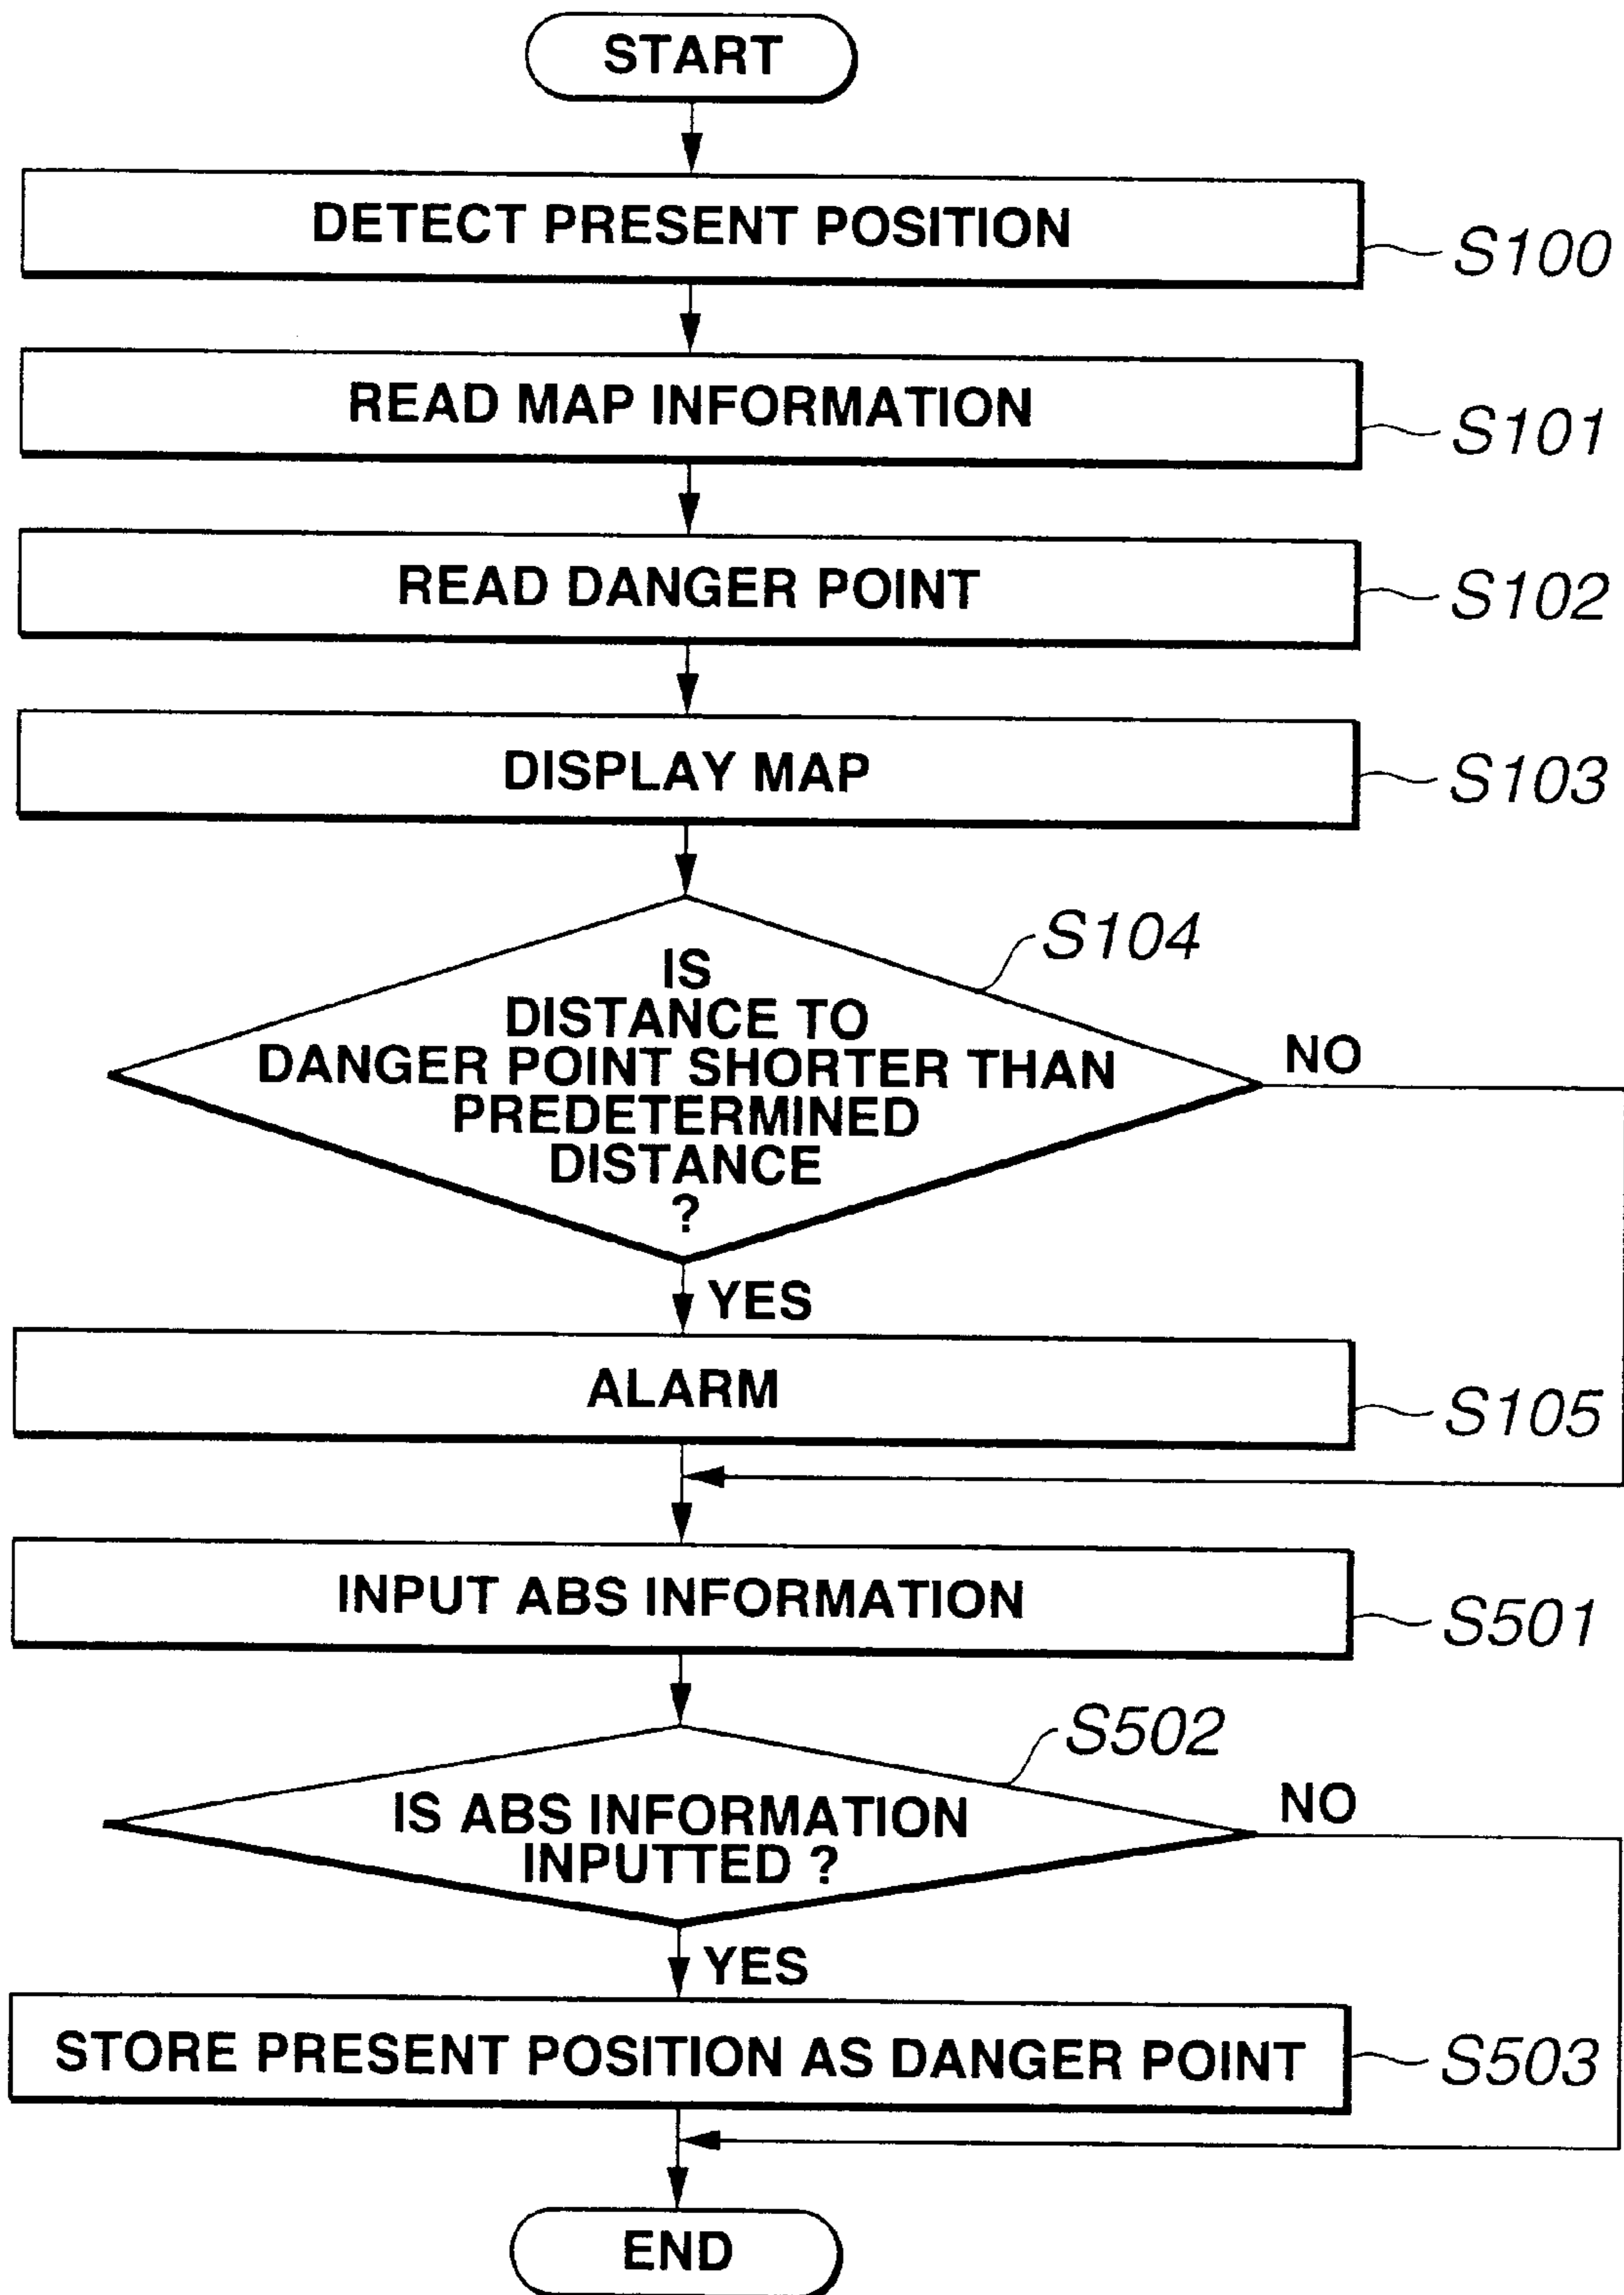 START
DETECT PRESENT POSITION
S100
READ MAP INFORMATION
S101
READ DANGER POINT
S102
DISPLAY MAP
S103
S104
IS
DISTANCE TO
DANGER POINT SHORTER THAN
PREDETERMINED
DISTANCE
?
NO
YES
ALARM
S105
INPUT ABS INFORMATION
S501
S502
IS ABS INFORMATION
INPUTTED ?
NO
YES
STORE PRESENT POSITION AS DANGER POINT
S503
END